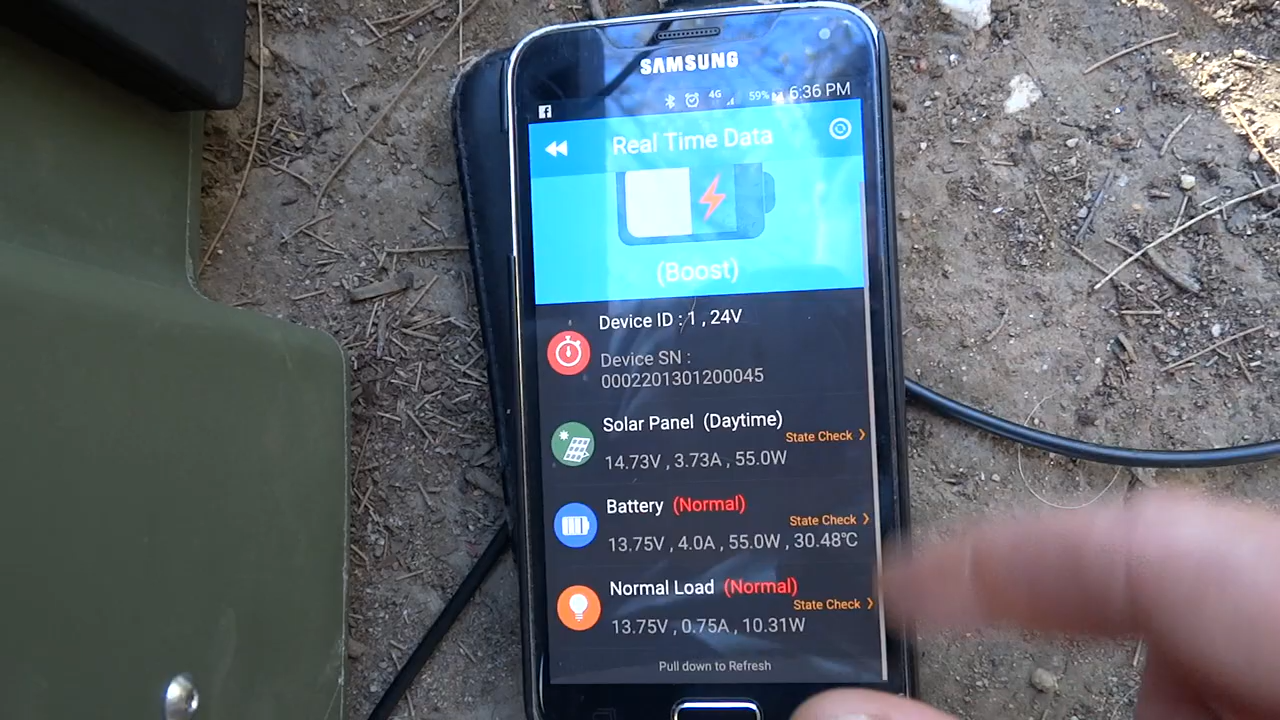 SAMSUNG
4G 59% 6:36 PM
Real Time Data
(Boost)
Device ID : 1 , 24V
Device SN :
0002201301200045
Solar Panel (Daytime)
State Check
14.73V , 3.73A , 55.0W
Battery (Normal)
State Check
13.75V , 4.0A , 55.0W , 30.48℃
Normal Load (Normal)
State Check
13.75V , 0.75A , 10.31W
Pull down to Refresh